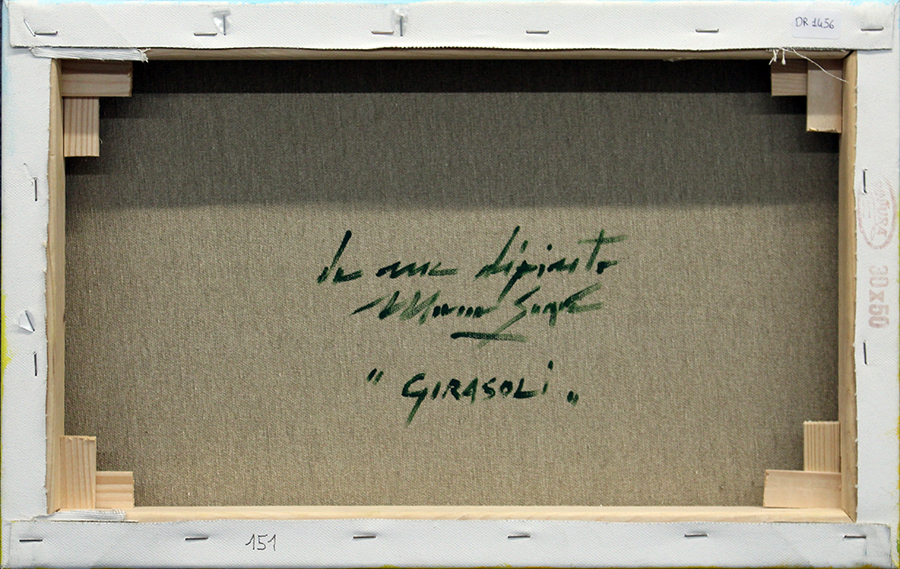 DR 1456
da me dipinto
" GIRASOLI "
30x50
151